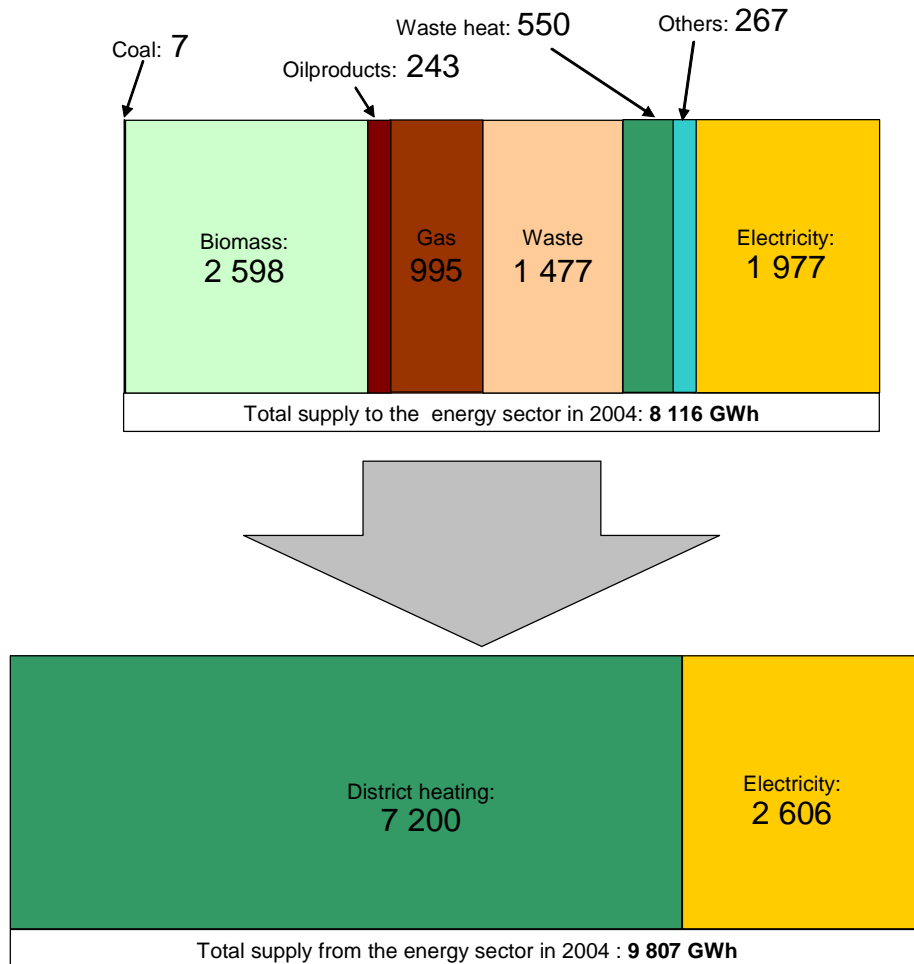 Coal: 7
Oilproducts: 243
Waste heat: 550
Others: 267
Biomass:
2 598
Gas
995
Waste
1 477
Electricity:
1 977
Total supply to the energy sector in 2004: 8 116 GWh
District heating:
7 200
Electricity:
2 606
Total supply from the energy sector in 2004 : 9 807 GWh